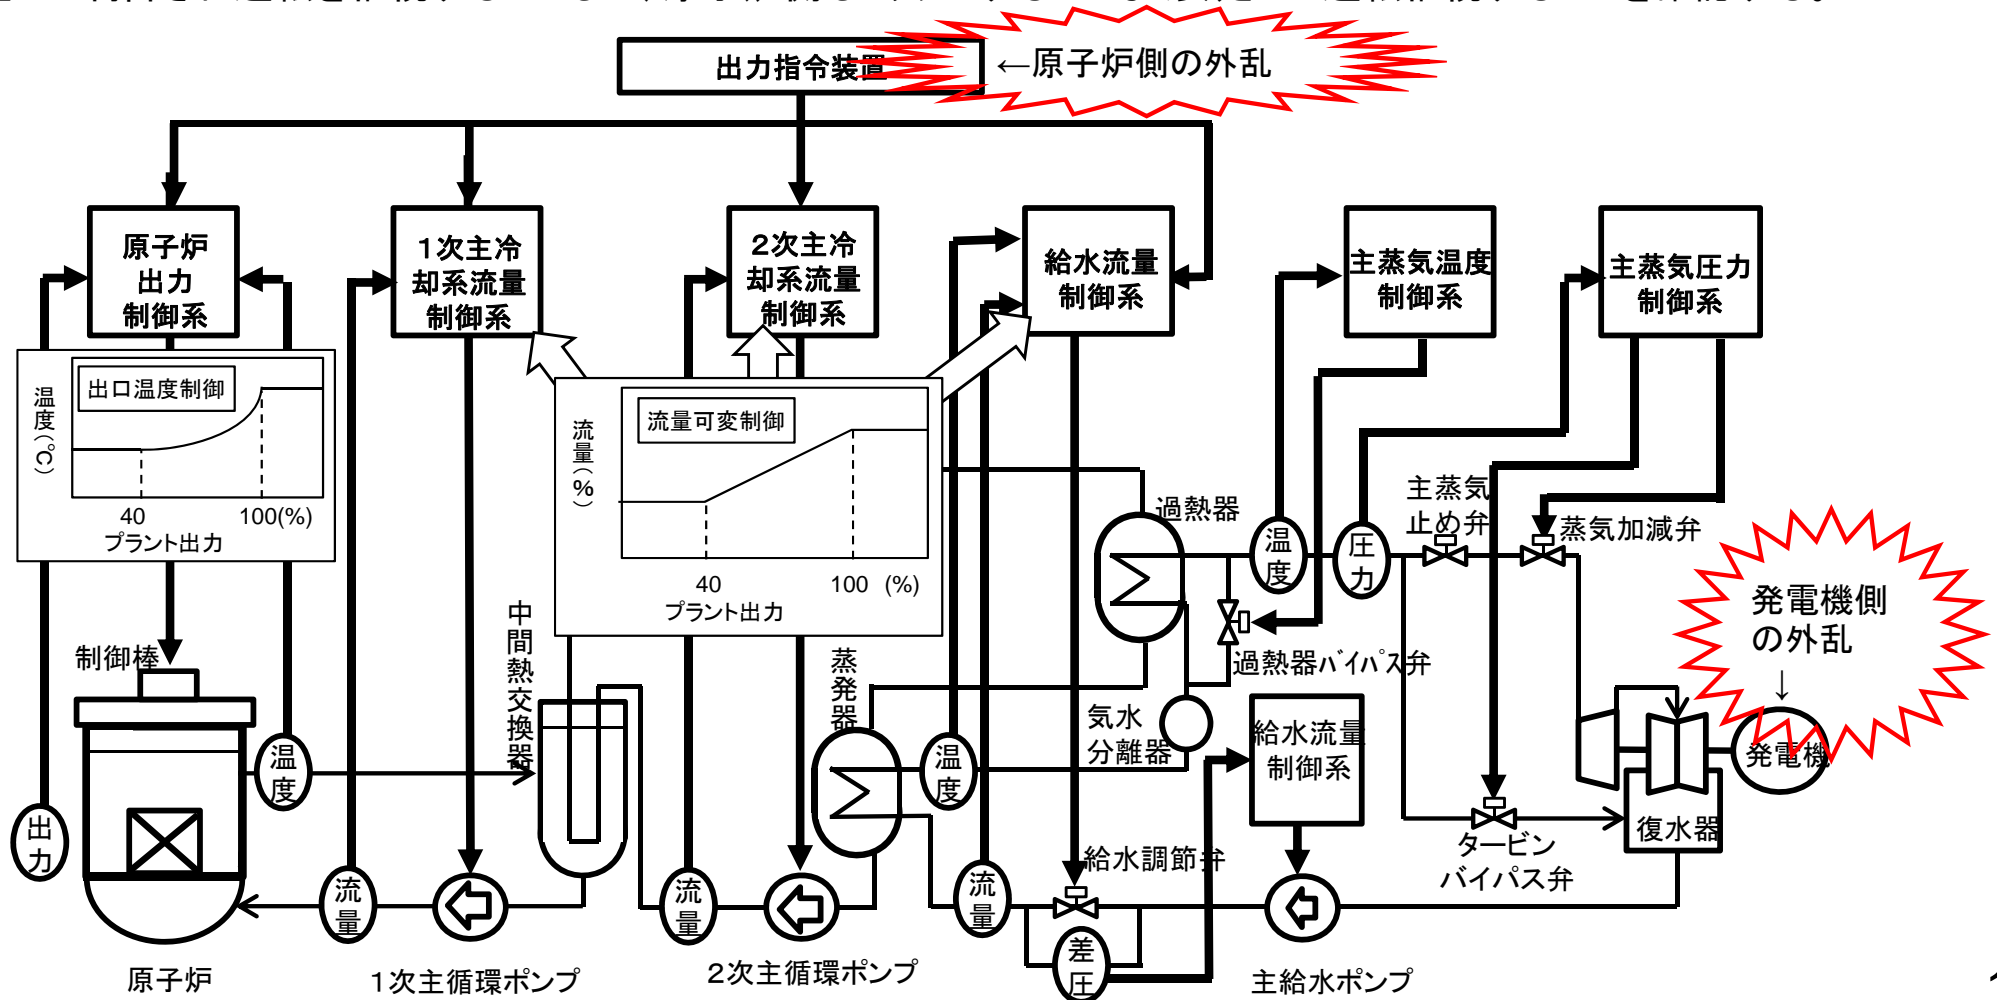 出力指令装置
←原子炉側の外乱
原子炉
出力
制御系
1次主冷
却系流量
制御系
2次主冷
却系流量
制御系
給水流量
制御系
主蒸気温度
制御系
主蒸気圧力
制御系
温度(℃)
出口温度制御
40
100(%)
プラント出力
流量(%)
流量可変制御
40
100
(%)
プラント出力
過熱器
温度
圧力
主蒸気
止め弁
蒸気加減弁
発電機側
の外乱
↓
制御棒
中間熱交換器
蒸発器
過熱器バイパス弁
気水
分離器
給水流量
制御系
温度
温度
発電機
出力
復水器
タービン
バイパス弁
給水調節弁
流量
流量
流量
差圧
原子炉
1次主循環ポンプ
2次主循環ポンプ
主給水ポンプ